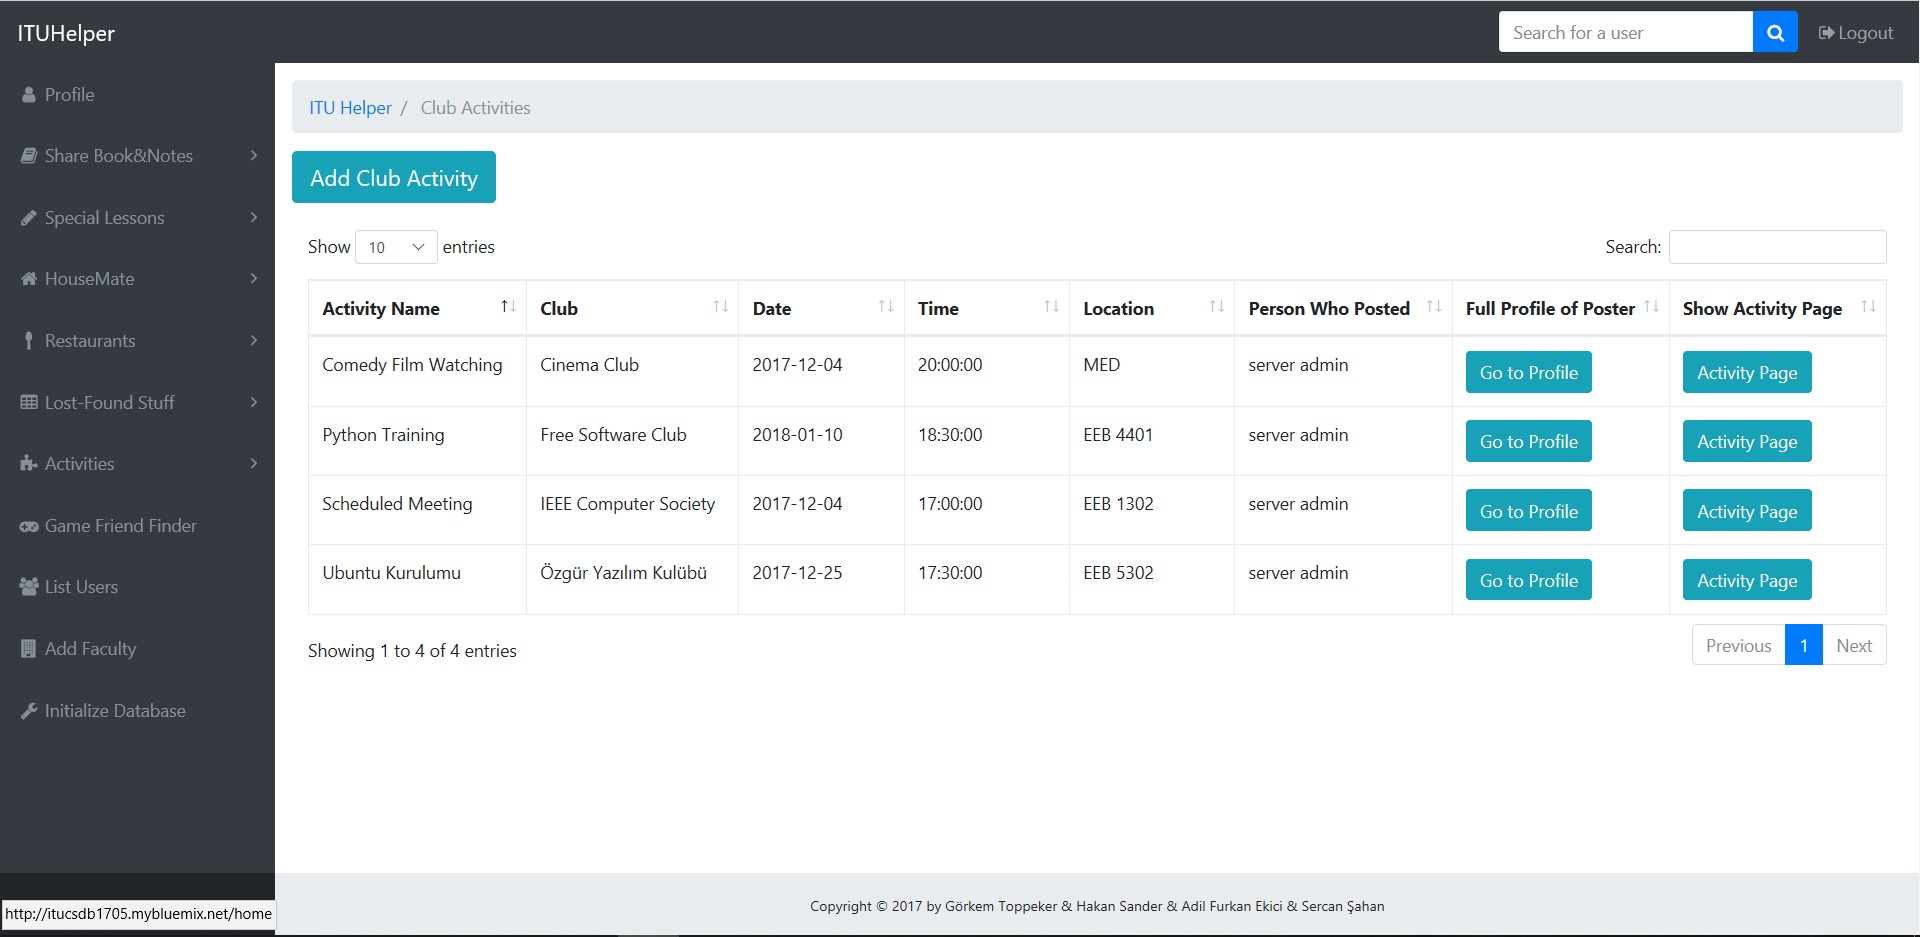 ITUHelper
Search for a user
Logout
Profile
Share Book&Notes
Special Lessons
HouseMate
Restaurants
Lost-Found Stuff
Activities
Game Friend Finder
List Users
Add Faculty
Initialize Database
ITU Helper / Club Activities
Add Club Activity
Show 10 entries
Search:
Activity Name Club Date Time Location Person Who Posted Full Profile of Poster Show Activity Page
Comedy Film Watching Cinema Club 2017-12-04 20:00:00 MED server admin Go to Profile Activity Page
Python Training Free Software Club 2018-01-10 18:30:00 EEB 4401 server admin Go to Profile Activity Page
Scheduled Meeting IEEE Computer Society 2017-12-04 17:00:00 EEB 1302 server admin Go to Profile Activity Page
Ubuntu Kurulumu Özgür Yazılım Kulübü 2017-12-25 17:30:00 EEB 5302 server admin Go to Profile Activity Page
Showing 1 to 4 of 4 entries
Previous 1 Next
Copyright © 2017 by Görkem Toppeker & Hakan Sander & Adil Furkan Ekici & Sercan Şahan
http://itucsdb1705.mybluemix.net/home